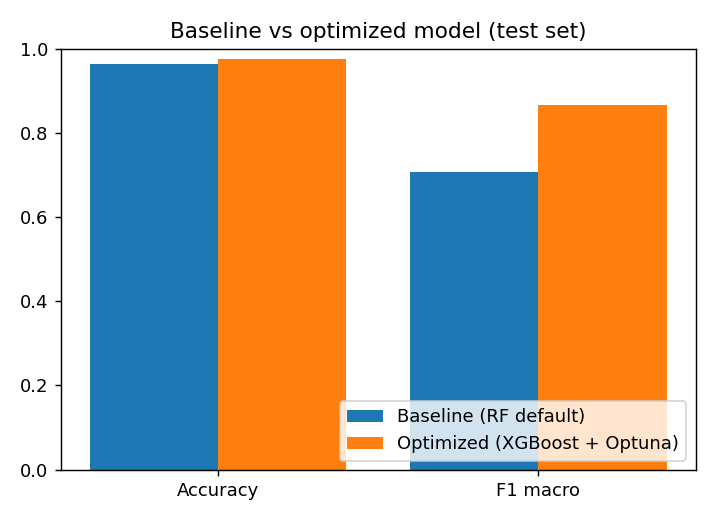 Baseline vs optimized model (test set)
1.0
0.8
0.6
0.4
0.2
0.0
Baseline (RF default)
Optimized (XGBoost + Optuna)
Accuracy
F1 macro